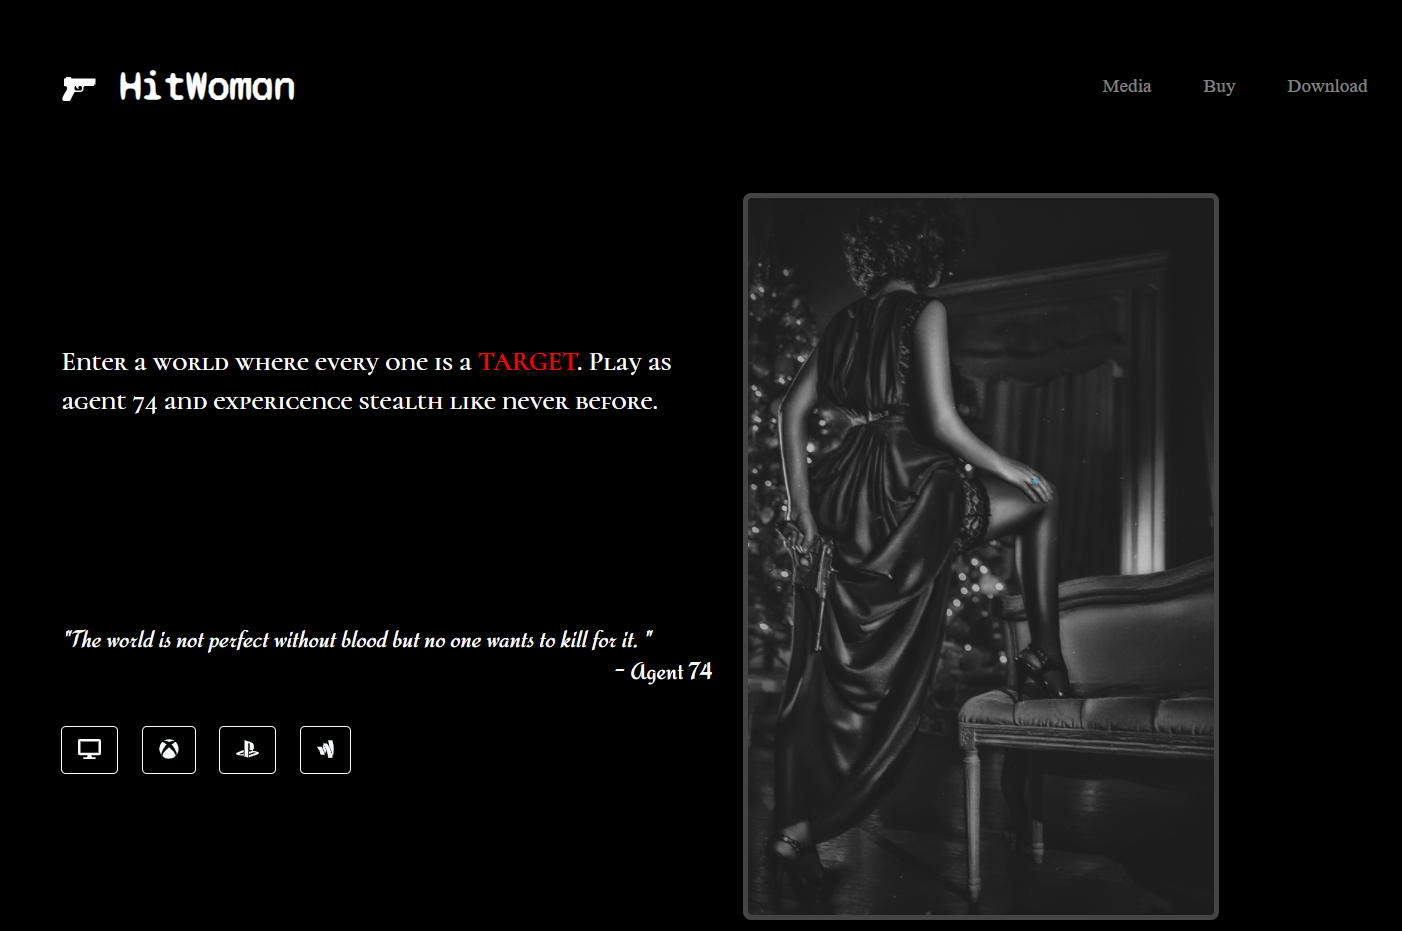 HitWoman
Media Buy Download
Enter a world where every one is a TARGET. Play as
agent 74 and expericence stealth like never before.
"The world is not perfect without blood but no one wants to kill for it. "
- Agent 74